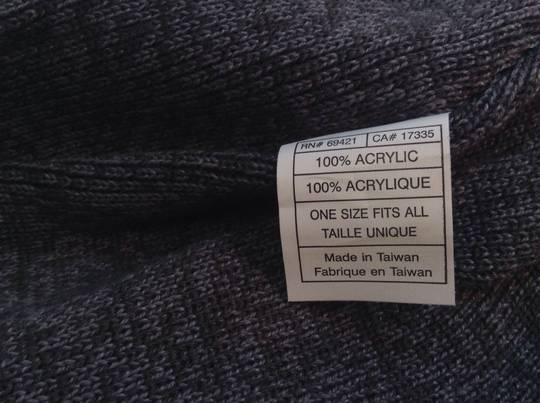 RN# 69421 CA# 17335
100% ACRYLIC
100% ACRYLIQUE
ONE SIZE FITS ALL
TAILLE UNIQUE
Made in Taiwan
Fabrique en Taiwan